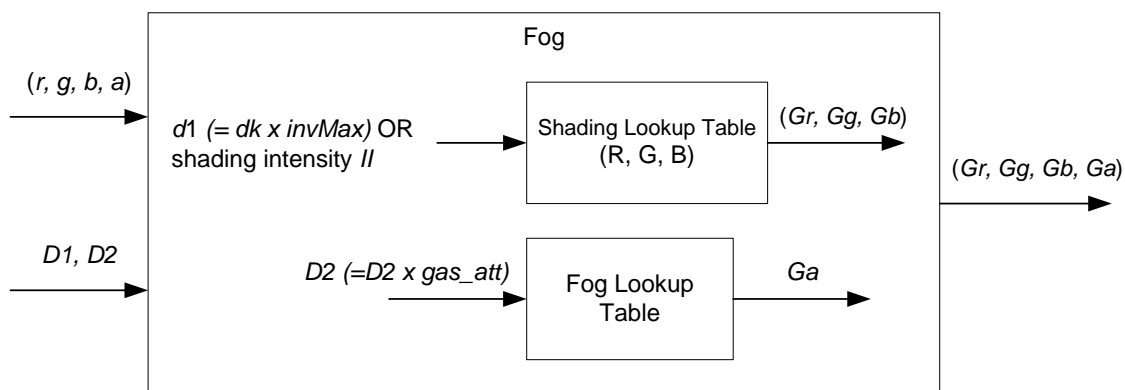 Fog
(r, g, b, a)
d1 (= dk x invMax) OR
shading intensity II
Shading Lookup Table
(R, G, B)
(Gr, Gg, Gb)
(Gr, Gg, Gb, Ga)
D1, D2
D2 (=D2 x gas_att)
Fog Lookup
Table
Ga